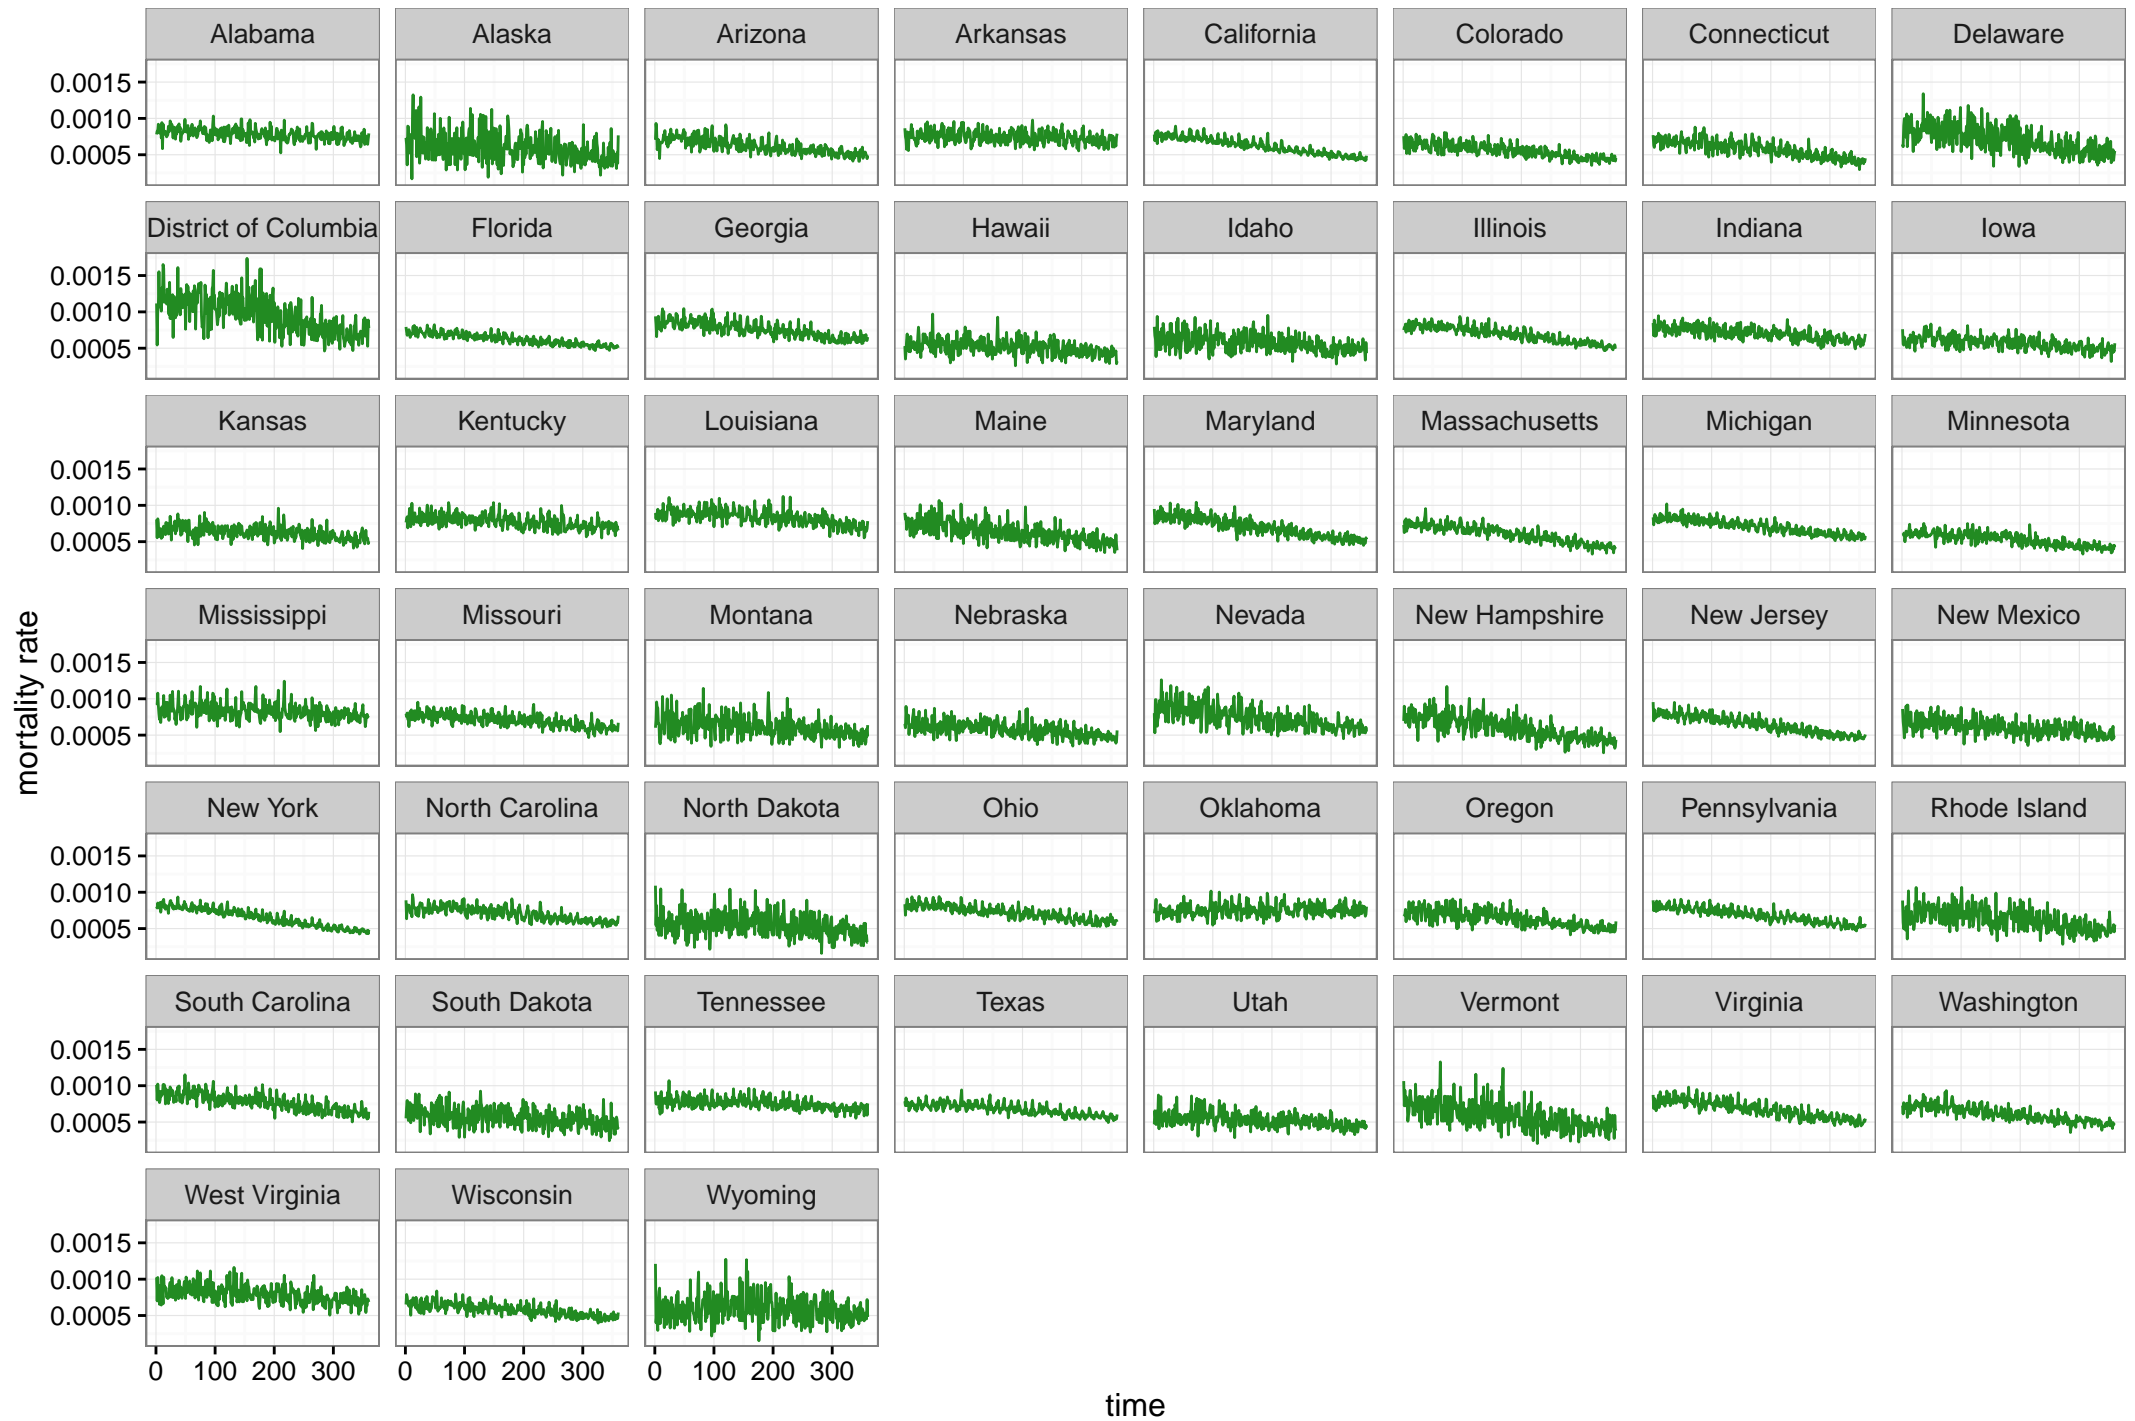 Alabama Alaska Arizona Arkansas California Colorado Connecticut Delaware
0.0015
0.0010
0.0005
District of Columbia Florida Georgia Hawaii Idaho Illinois Indiana Iowa
0.0015
0.0010
0.0005
Kansas Kentucky Louisiana Maine Maryland Massachusetts Michigan Minnesota
0.0015
0.0010
0.0005
Mississippi Missouri Montana Nebraska Nevada New Hampshire New Jersey New Mexico
0.0015
0.0010
0.0005
mortality rate
New York North Carolina North Dakota Ohio Oklahoma Oregon Pennsylvania Rhode Island
0.0015
0.0010
0.0005
South Carolina South Dakota Tennessee Texas Utah Vermont Virginia Washington
0.0015
0.0010
0.0005
West Virginia Wisconsin Wyoming
0.0015
0.0010
0.0005
0 100 200 300 0 100 200 300 0 100 200 300
time